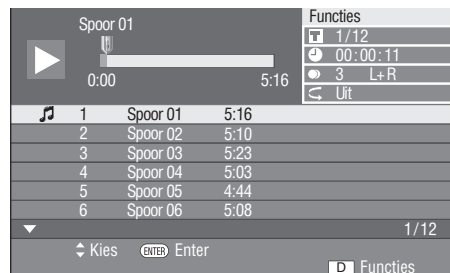 Spoor 01
0:00 5:16
Functies
T 1/12
00:00:11
3 L+R
Uit
1 Spoor 01 5:16
2 Spoor 02 5:10
3 Spoor 03 5:23
4 Spoor 04 5:03
5 Spoor 05 4:44
6 Spoor 06 5:08
1/12
Kies ENTER Enter
D Functies